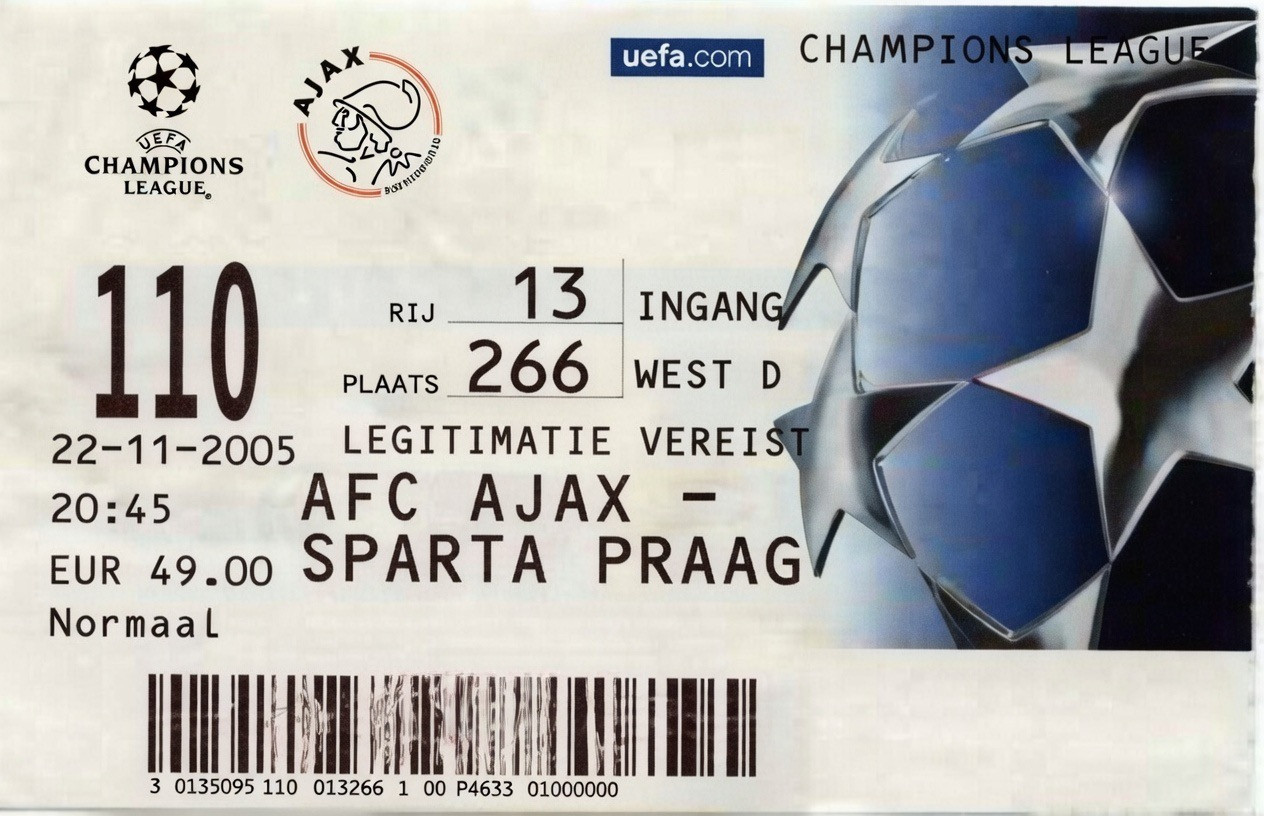 uefa.com CHAMPIONS LEAGUE
AJAX
UEFA
CHAMPIONS
LEAGUE
110
RIJ 13 INGANG
PLAATS 266 WEST D
22-11-2005 LEGITIMATIE VEREIST
20:45 AFC AJAX -
EUR 49.00 SPARTA PRAAG
Normaal
3 0135095 110 013266 1 00 P4633 01000000